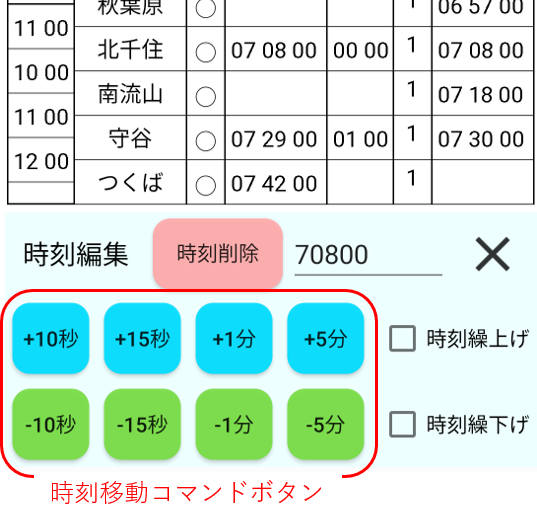 秋葉原 ○ 1 06 57 00
11 00
北千住 ○ 07 08 00 00 00 1 07 08 00
10 00
南流山 ○ 1 07 18 00
11 00
守谷 ○ 07 29 00 01 00 1 07 30 00
12 00
つくば ○ 07 42 00 1
時刻編集 時刻削除 70800 ×
+10秒 +15秒 +1分 +5分 時刻繰上げ
-10秒 -15秒 -1分 -5分 時刻繰下げ
時刻移動コマンドボタン